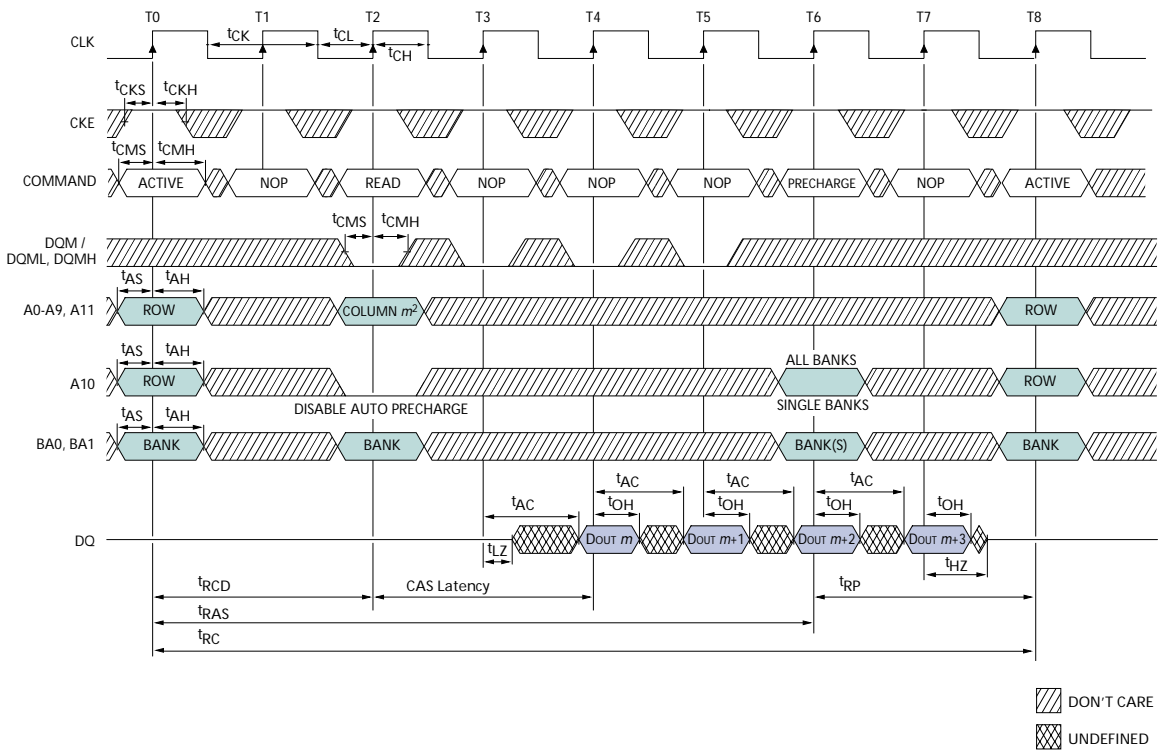 T0 T1 T2 T3 T4 T5 T6 T7 T8
CLK tCK tCL tCH
tCKS tCKH
CKE
tCMS tCMH
COMMAND ACTIVE NOP READ NOP NOP NOP PRECHARGE NOP ACTIVE
tCMS tCMH
DQM /
DQML, DQMH
tAS tAH
A0-A9, A11 ROW COLUMN m2 ROW
tAS tAH ALL BANKS
A10 ROW ROW
DISABLE AUTO PRECHARGE SINGLE BANKS
tAS tAH
BA0, BA1 BANK BANK BANK(S) BANK
tAC tAC tAC tAC
tOH tOH tOH tOH
DQ DOUT m DOUT m+1 DOUT m+2 DOUT m+3
tLZ tHZ
tRCD CAS Latency tRP
tRAS
tRC
DON'T CARE
UNDEFINED